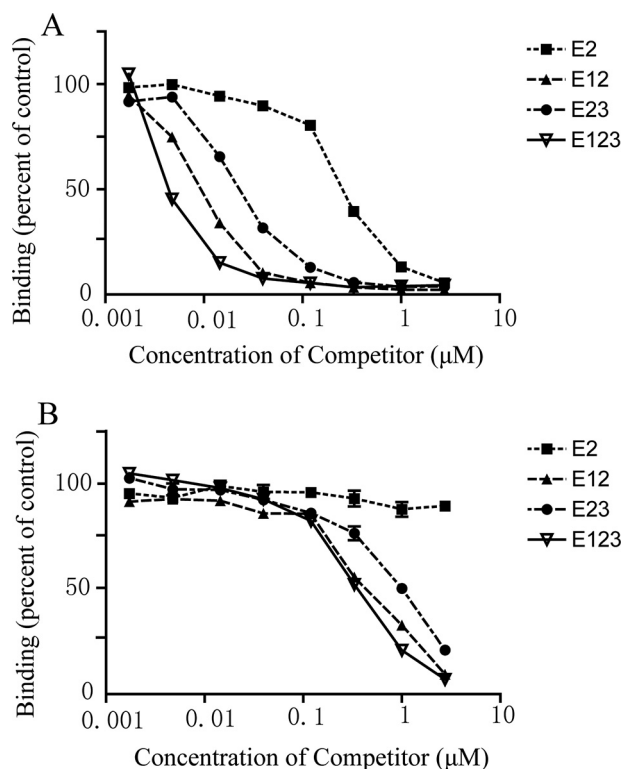 A
Binding (percent of control)
100
50
0
0.001
0.01
0.1
1
10
Concentration of Competitor (μM)
E2
E12
E23
E123
B
Binding (percent of control)
100
50
0
0.001
0.01
0.1
1
10
Concentration of Competitor (μM)
E2
E12
E23
E123